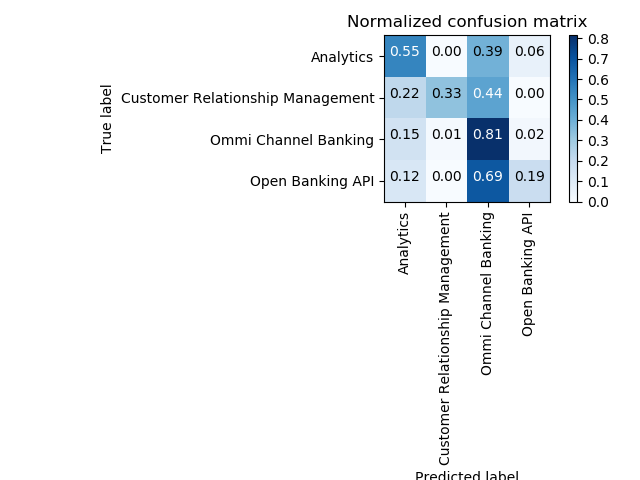 Normalized confusion matrix
True label
Analytics 0.55 0.00 0.39 0.06
Customer Relationship Management 0.22 0.33 0.44 0.00
Ommi Channel Banking 0.15 0.01 0.81 0.02
Open Banking API 0.12 0.00 0.69 0.19
Analytics
Customer Relationship Management
Ommi Channel Banking
Open Banking API
Predicted label
0.8
0.7
0.6
0.5
0.4
0.3
0.2
0.1
0.0